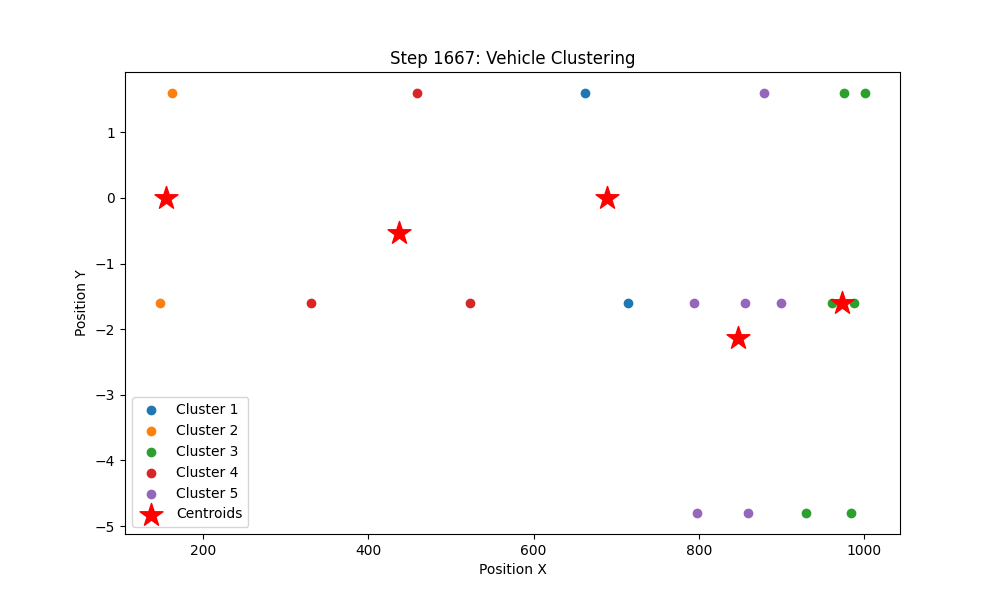 Step 1667: Vehicle Clustering
Position Y
1
0
−1
−2
−3
−4
−5
Cluster 1
Cluster 2
Cluster 3
Cluster 4
Cluster 5
Centroids
200
400
600
800
1000
Position X